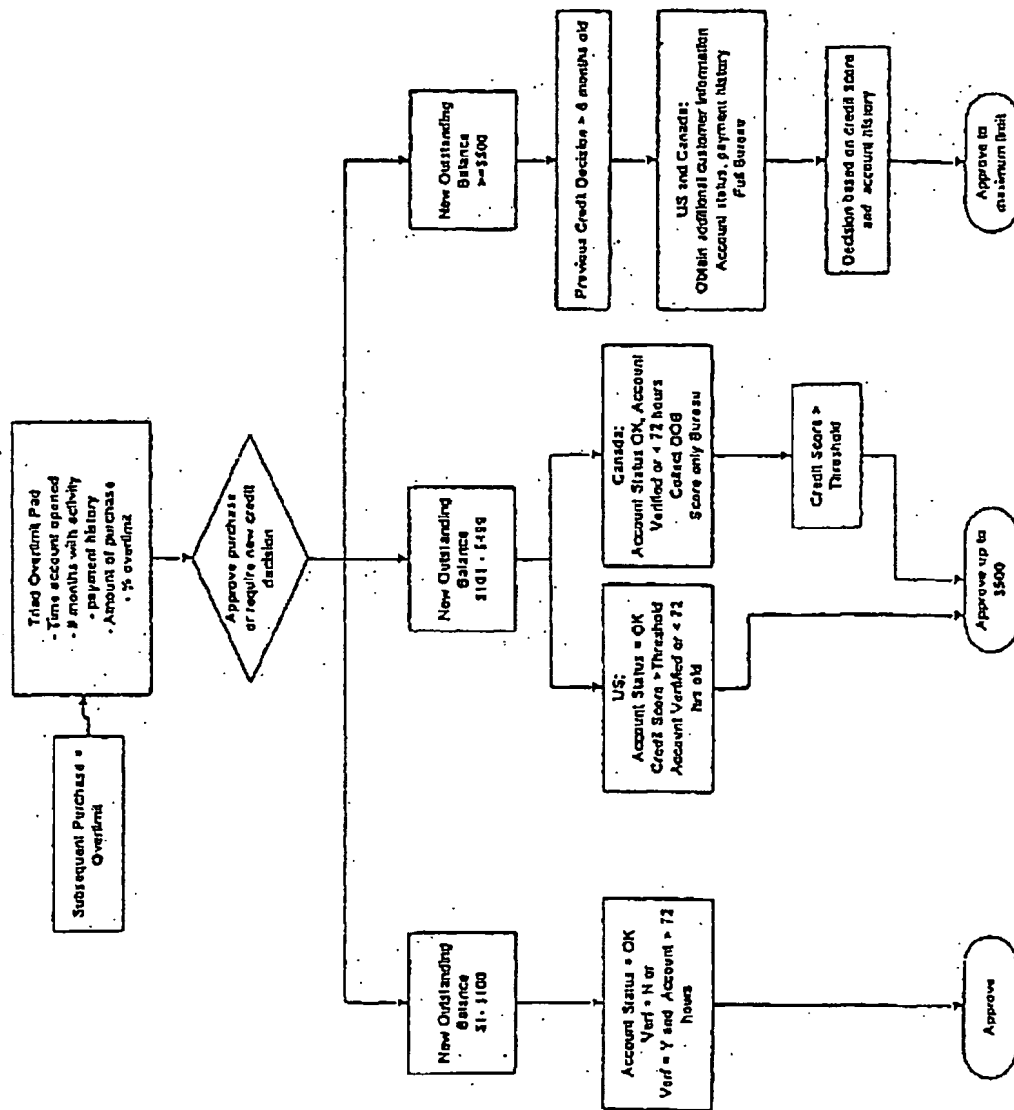 Subsequent Purchase =
Overlimit
Triad Overlimit Pad
- Time account opened
- # months with activity
- payment history
- Amount of purchase
- % overlimit
Approve purchase
or require new credit
decision
New Outstanding
Balance
$1 - $100
Account Status = OK
Verf = N or
Verf = Y and Account > 72
hours
Approve
New Outstanding
Balance
$101 - $499
US:
Account Status = OK
Credit Score > Threshold
Account Verified or < 72
hrs old
Canada:
Account Status OK, Account
Verified or < 72 hours
Collect DOB
Score only Bureau
Credit Score >
Threshold
Approve up to
$500
New Outstanding
Balance
>=$500
Previous Credit Decision > 6 months old
US and Canada:
Obtain additional customer information
Account status, payment history
Full Bureau
Decision based on credit score
and account history
Approve to
maximum limit